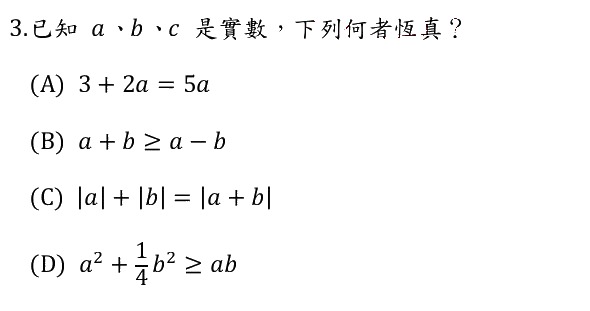 3.已知 a、b、c 是實數，下列何者恆真？
(A) 3 + 2a = 5a
(B) a + b ≥ a − b
(C) |a| + |b| = |a + b|
(D) a² + 1/4 b² ≥ ab